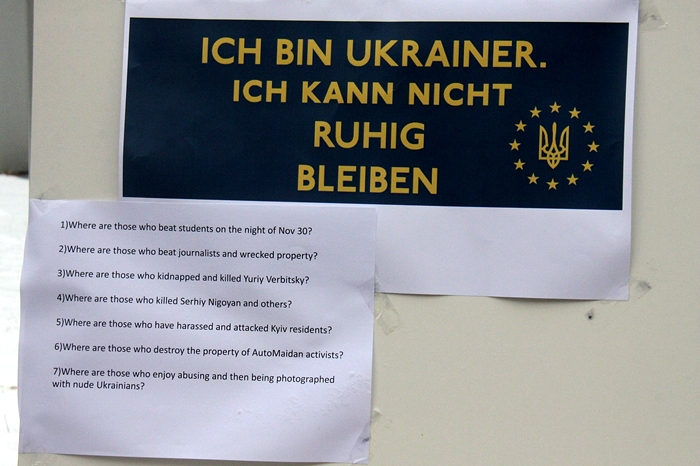 ICH BIN UKRAINER.
ICH KANN NICHT
RUHIG
BLEIBEN
1)Where are those who beat students on the night of Nov 30?
2)Where are those who beat journalists and wrecked property?
3)Where are those who kidnapped and killed Yuriy Verbitsky?
4)Where are those who killed Serhiy Nigoyan and others?
5)Where are those who have harassed and attacked Kyiv residents?
6)Where are those who destroy the property of AutoMaidan activists?
7)Where are those who enjoy abusing and then being photographed
with nude Ukrainians?